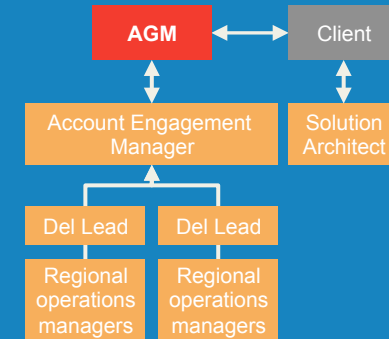 AGM
Client
Account Engagement
Manager
Solution
Architect
Del Lead
Del Lead
Regional
operations
managers
Regional
operations
managers